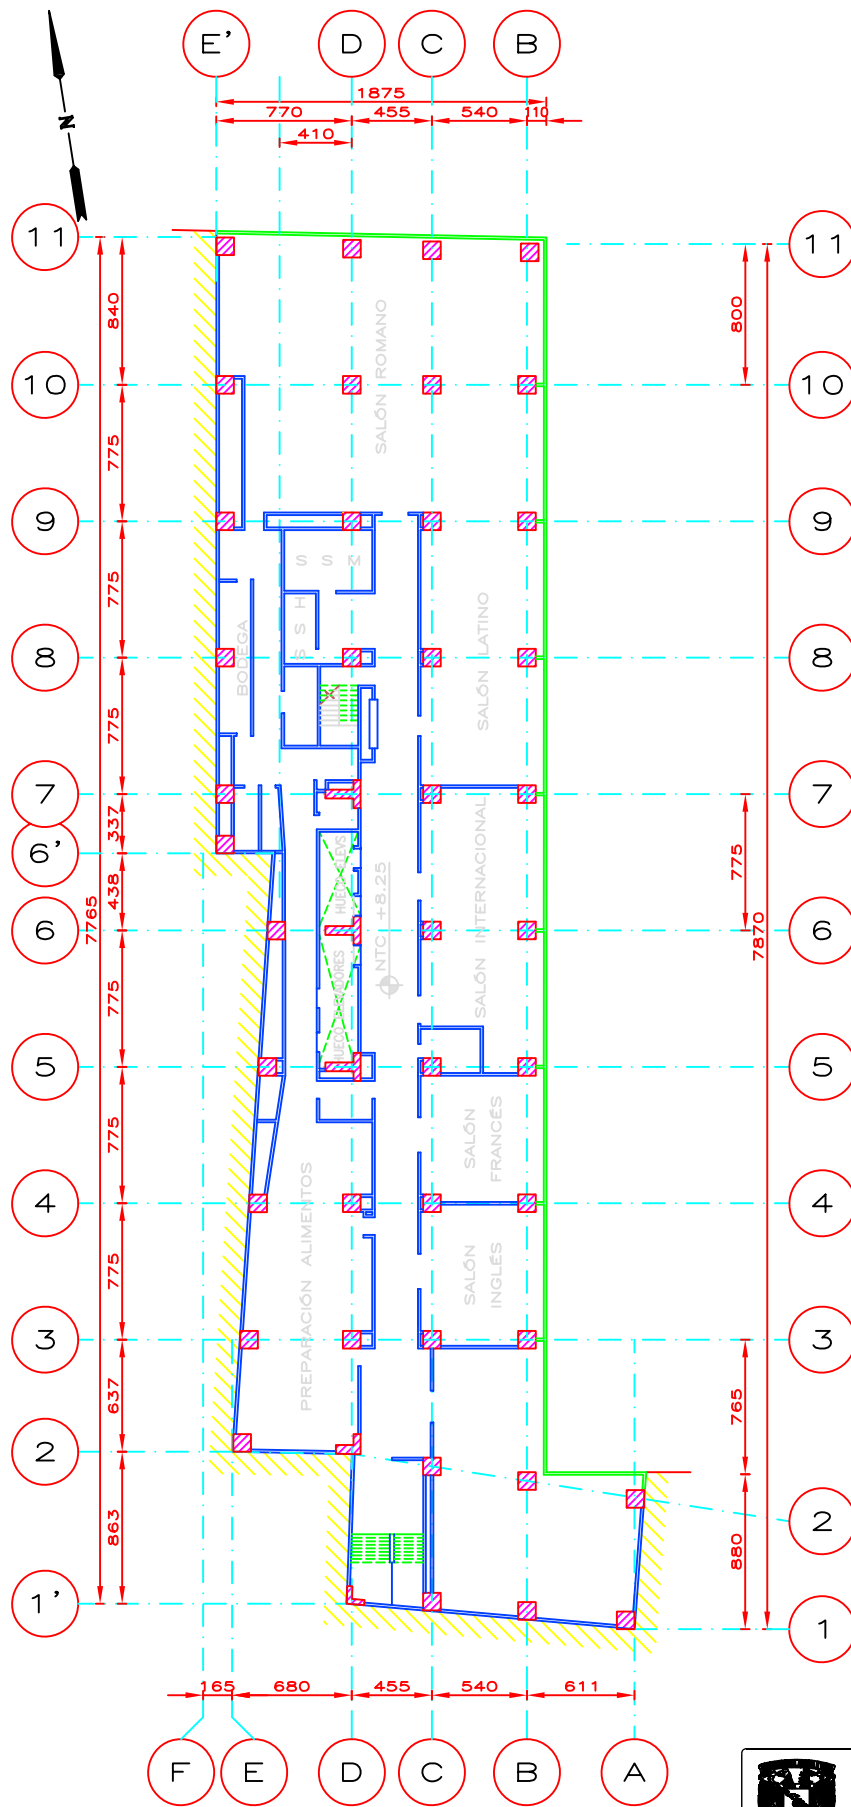 E' D C B
1875
770 455 540 110
410
N
11 11
840 800
10 10
SALÓN ROMANO
775
9 9
775
S S M
S S H
BODEGA
SALÓN LATINO
8 8
775
7 7
337
6'
438
775
7765
7870
HUECO ELEVS
NTC +8.25
SALÓN INTERNACIONAL
6 6
775
5 5
775
SALÓN
FRANCÉS
PREPARACIÓN ALIMENTOS
4 4
775
SALÓN
INGLÉS
3 3
637 765
2
2
863 880
1'
1
165 680 455 540 611
F E D C B A